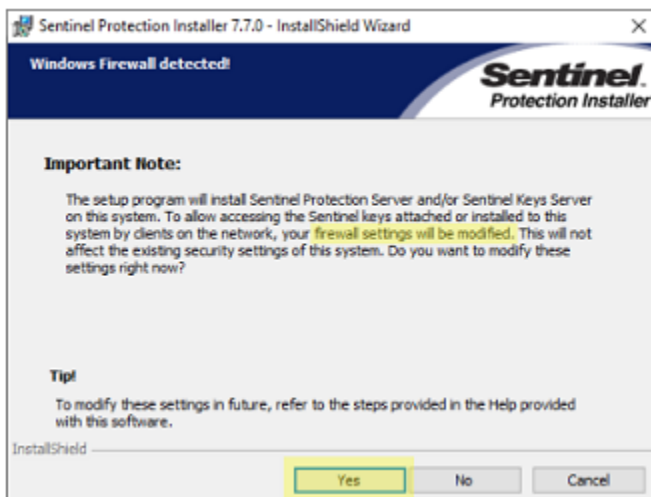 Sentinel Protection Installer 7.7.0 - InstallShield Wizard
Windows Firewall detected!
Sentinel.
Protection Installer
Important Note:
The setup program will install Sentinel Protection Server and/or Sentinel Keys Server
on this system. To allow accessing the Sentinel keys attached or installed to this
system by clients on the network, your firewall settings will be modified. This will not
affect the existing security settings of this system. Do you want to modify these
settings right now?
Tip!
To modify these settings in future, refer to the steps provided in the Help provided
with this software.
InstallShield
Yes No Cancel